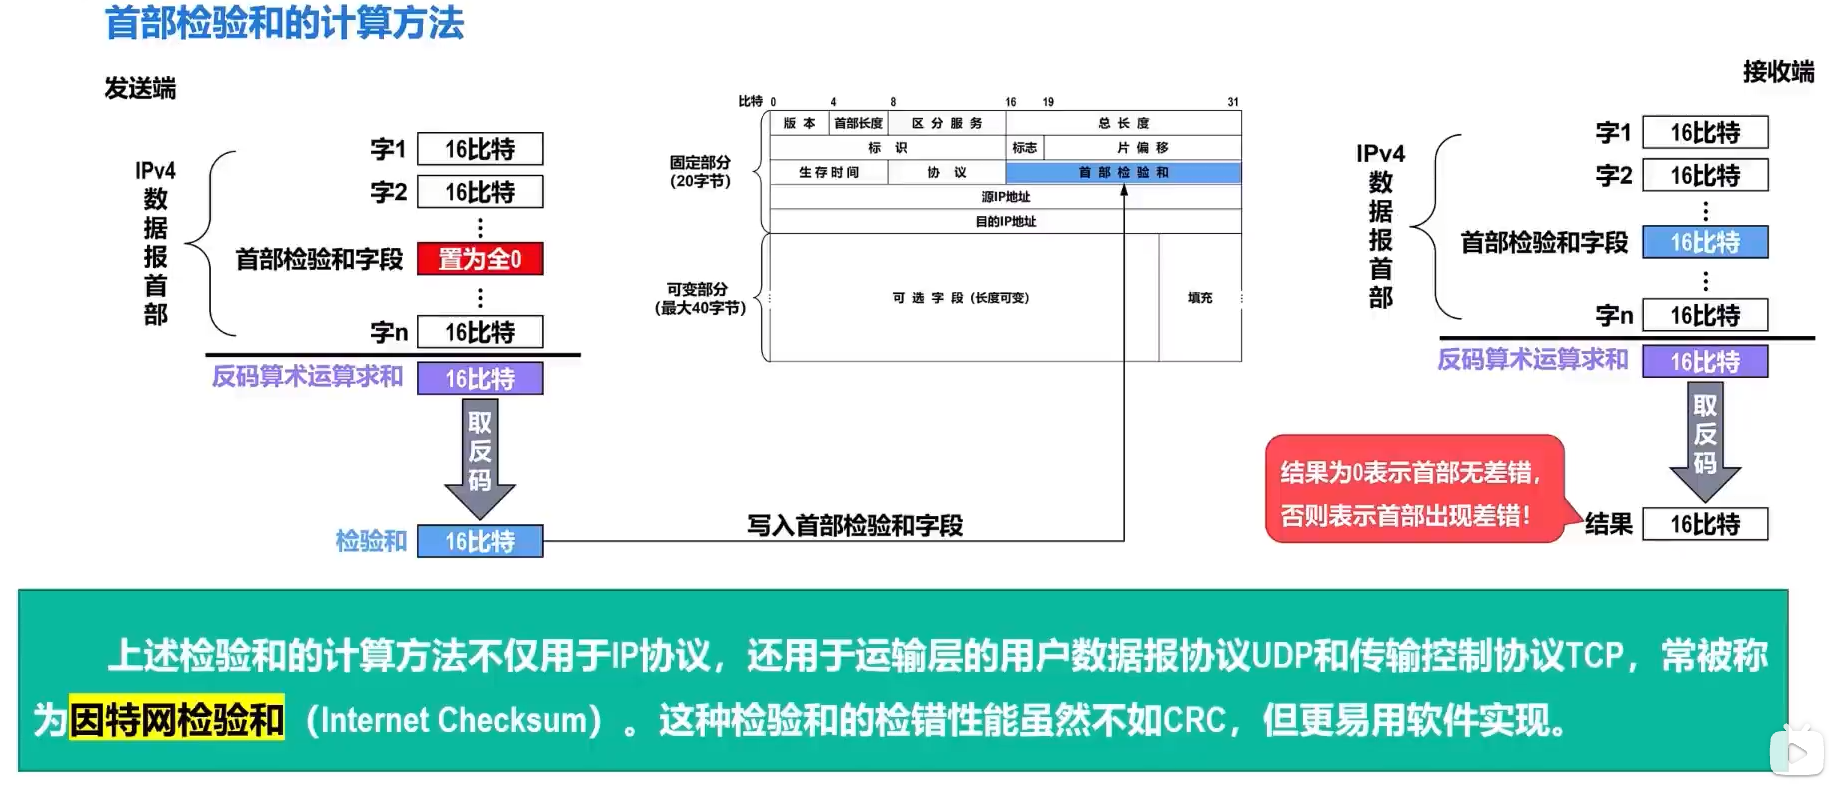 首部检验和的计算方法
发送端
IPv4
数
据
报
首
部
字1 16比特
字2 16比特
⋮
首部检验和字段 置为全0
⋮
字n 16比特
反码算术运算求和 16比特
取
反
码
检验和 16比特
写入首部检验和字段
比特 0 4 8 16 19 31
固定部分
(20字节)
版 本 首部长度 区 分 服 务 总 长 度
标 识 标志 片 偏 移
生 存 时 间 协 议 首 部 检 验 和
源IP地址
目的IP地址
可变部分
(最大40字节)
可 选 字 段 (长度可变) 填充
接收端
IPv4
数
据
报
首
部
字1 16比特
字2 16比特
⋮
首部检验和字段 16比特
⋮
字n 16比特
反码算术运算求和 16比特
取
反
码
结果 16比特
结果为0表示首部无差错，
否则表示首部出现差错！
上述检验和的计算方法不仅用于IP协议，还用于运输层的用户数据报协议UDP和传输控制协议TCP，常被称
为因特网检验和（Internet Checksum）。这种检验和的检错性能虽然不如CRC，但更易用软件实现。